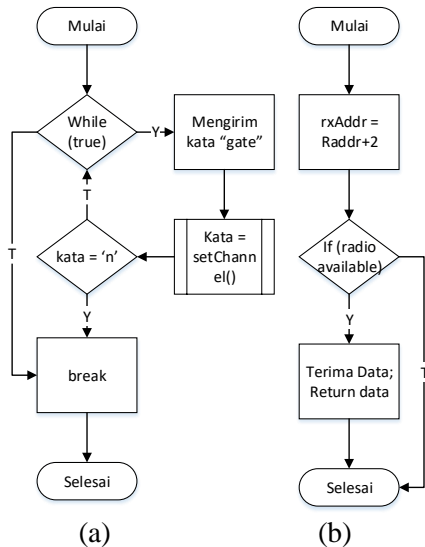 Mulai
While
(true)
Y
Mengirim
kata “gate”
T
Kata =
setChann
el()
kata = ‘n’
T
Y
break
Selesai
(a)
Mulai
rxAddr =
Raddr+2
If (radio
available)
Y
T
Terima Data;
Return data
Selesai
(b)